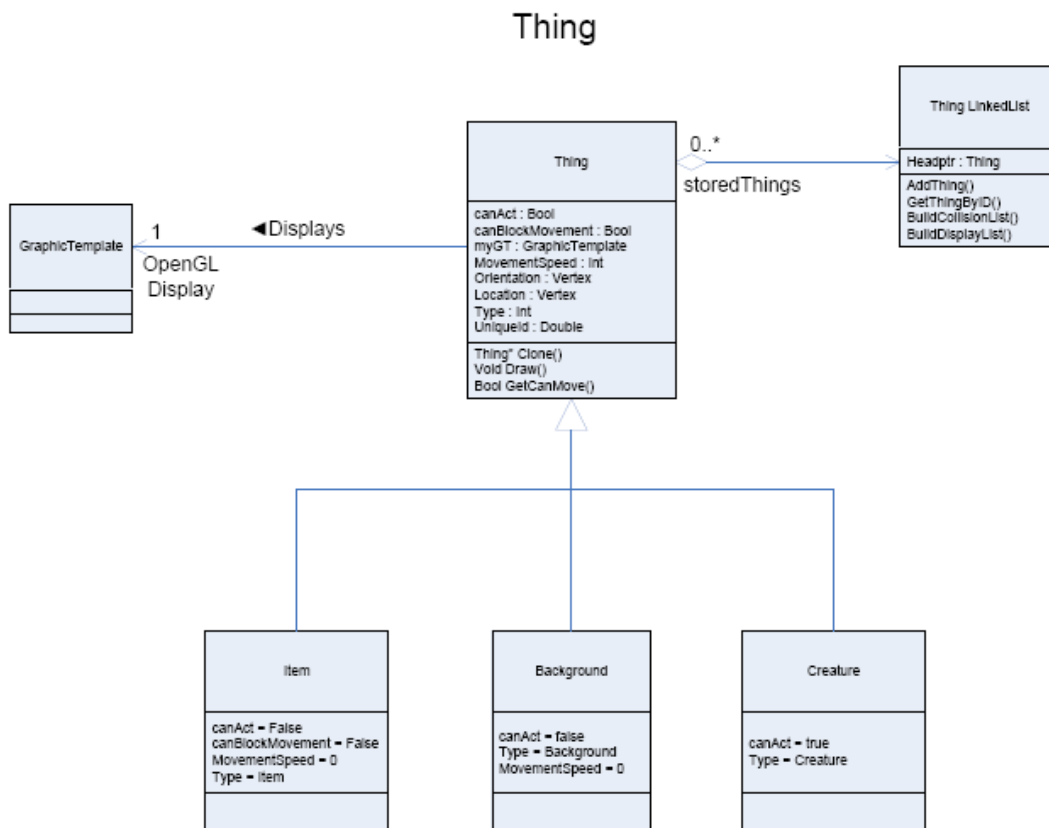 Thing
Thing LinkedList
Headptr : Thing
AddThing()
GetThingByID()
BuildCollisionList()
BuildDisplayList()
0..*
storedThings
Thing
canAct : Bool
canBlockMovement : Bool
myGT : GraphicTemplate
MovementSpeed : Int
Orientation : Vertex
Location : Vertex
Type : Int
UniqueId : Double
Thing* Clone()
Void Draw()
Bool GetCanMove()
◄Displays
1
OpenGL
Display
GraphicTemplate
Item
canAct = False
canBlockMovement = False
MovementSpeed = 0
Type = Item
Background
canAct = false
Type = Background
MovementSpeed = 0
Creature
canAct = true
Type = Creature